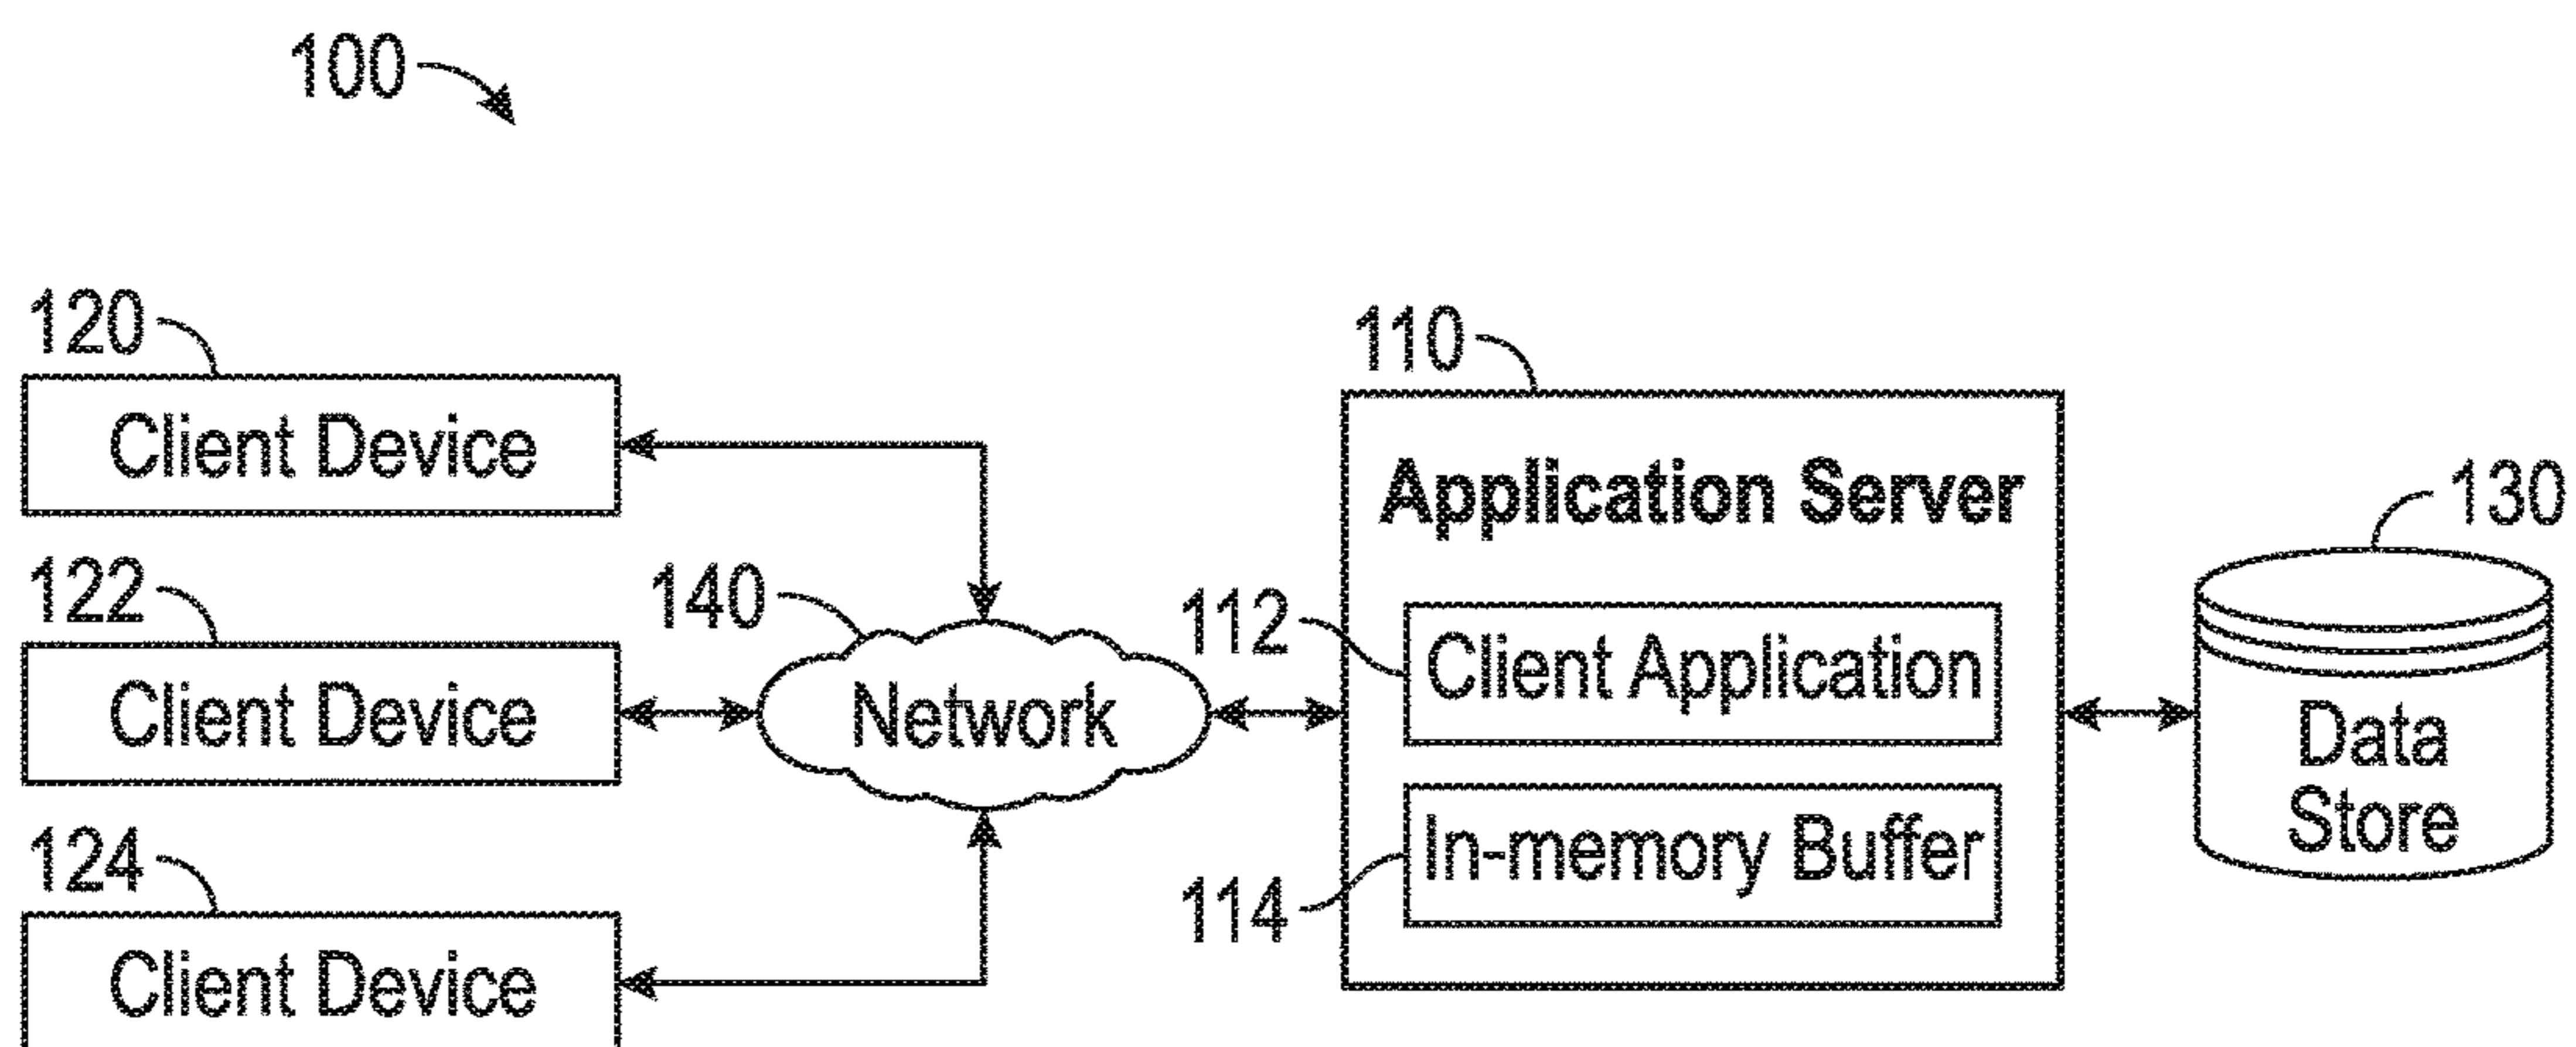 100
120
Client Device
122
Client Device
124
Client Device
140
Network
110
Application Server
112
Client Application
114
In-memory Buffer
130
Data
Store